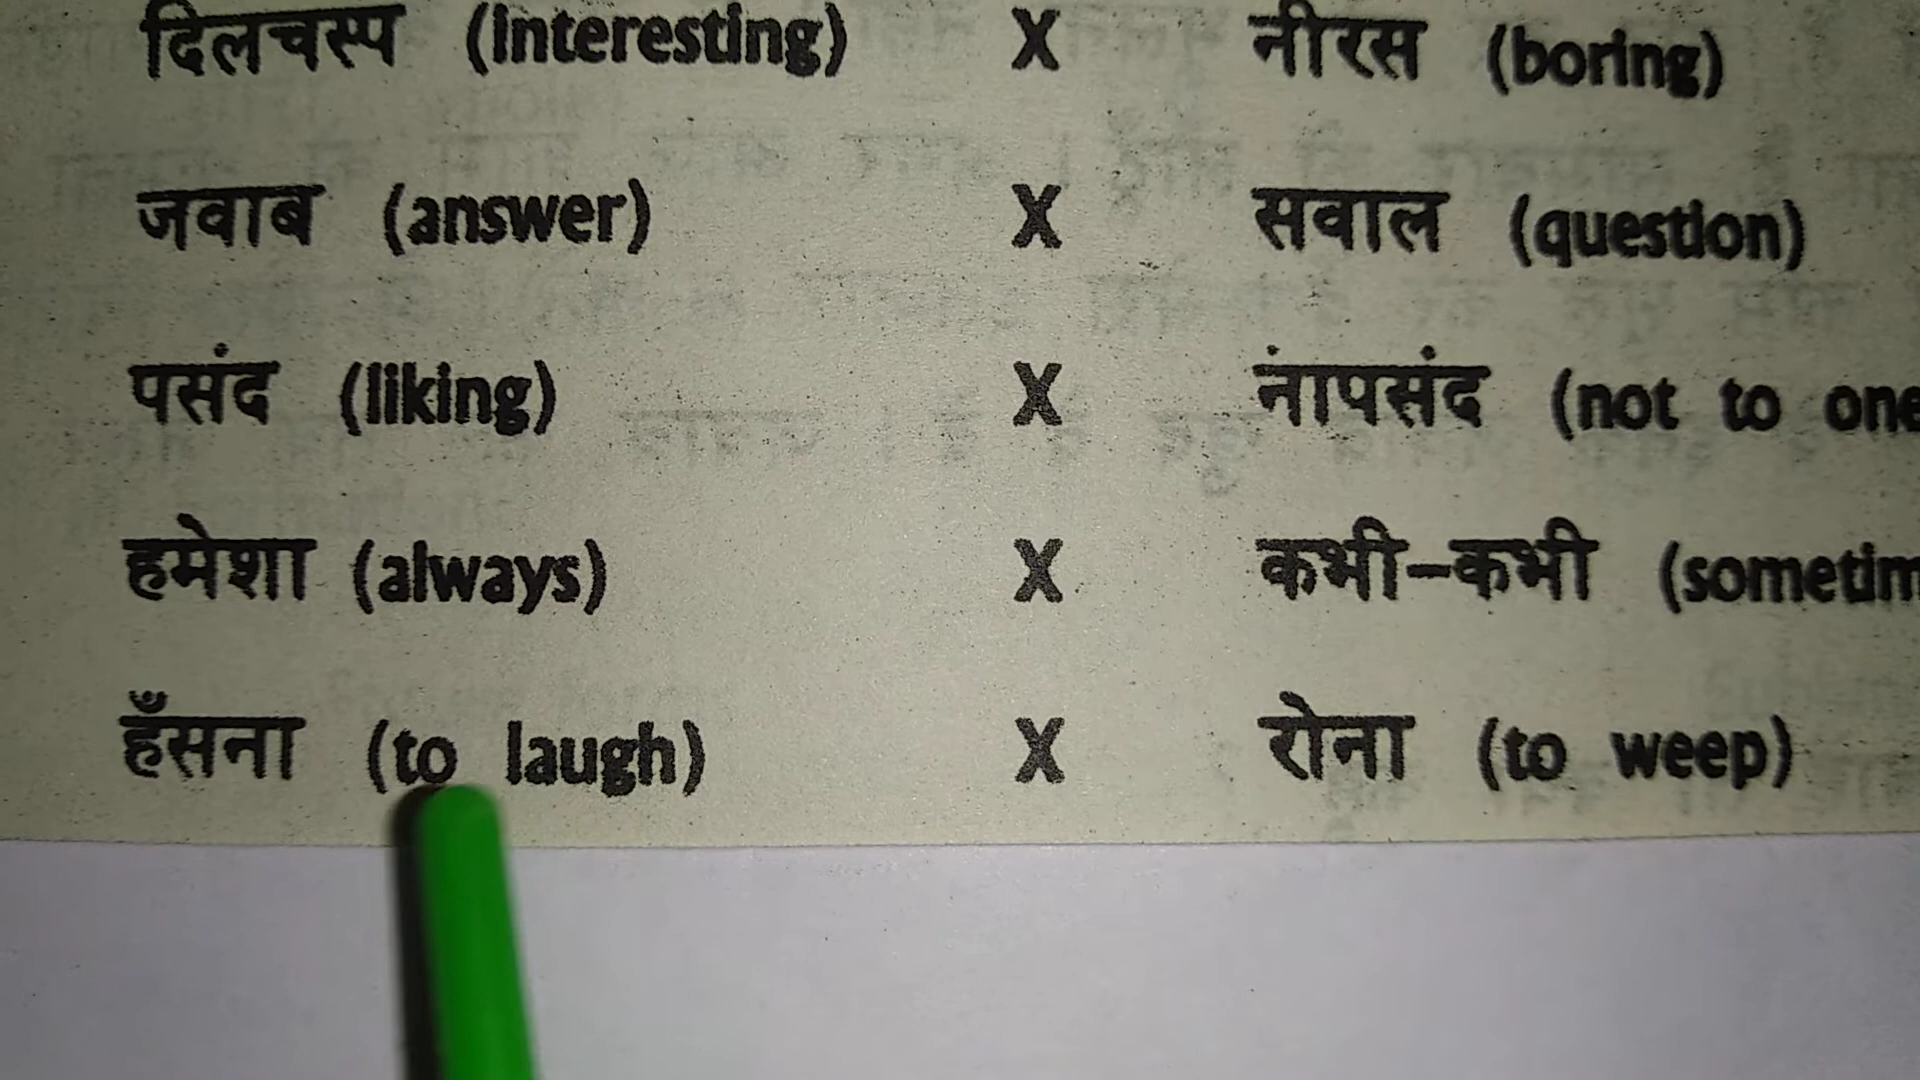 दिलचस्प (interesting) X नीरस (boring)
जवाब (answer) X सवाल (question)
पसंद (liking) X नांपसंद (not to one
हमेशा (always) X कभी-कभी (sometim
हँसना (to laugh) X रोना (to weep)